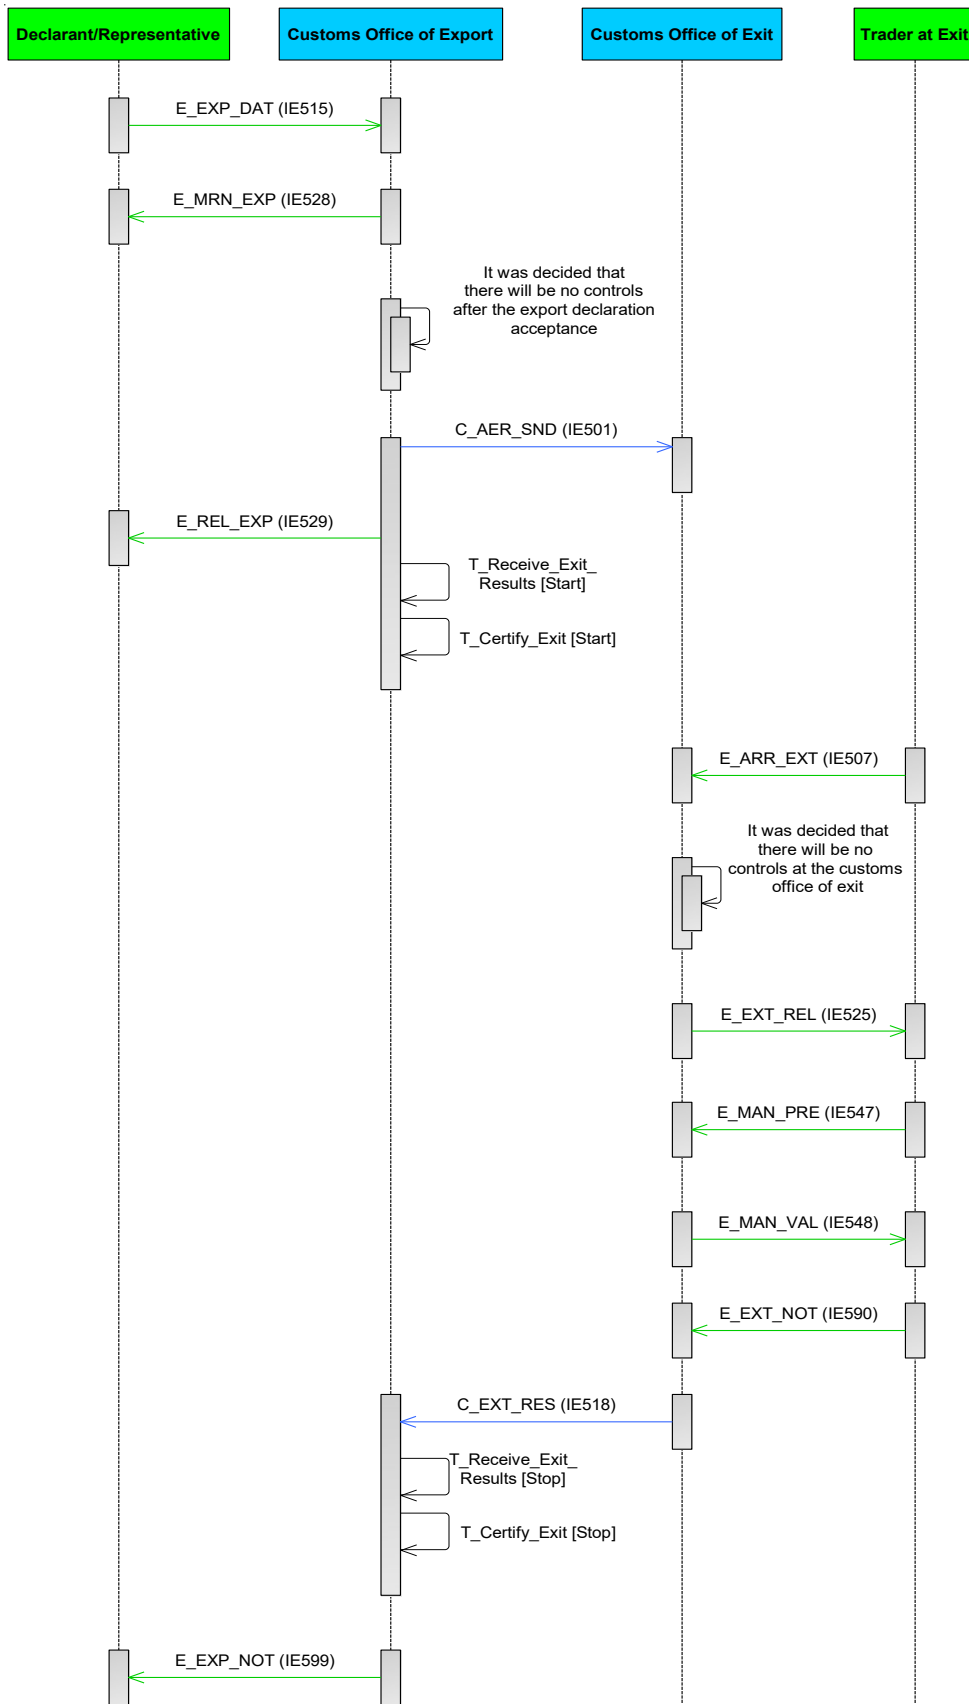 Declarant/Representative
Customs Office of Export
Customs Office of Exit
Trader at Exit
E_EXP_DAT (IE515)
E_MRN_EXP (IE528)
It was decided that
there will be no controls
after the export declaration
acceptance
C_AER_SND (IE501)
E_REL_EXP (IE529)
T_Receive_Exit_
Results [Start]
T_Certify_Exit [Start]
E_ARR_EXT (IE507)
It was decided that
there will be no
controls at the customs
office of exit
E_EXT_REL (IE525)
E_MAN_PRE (IE547)
E_MAN_VAL (IE548)
E_EXT_NOT (IE590)
C_EXT_RES (IE518)
T_Receive_Exit_
Results [Stop]
T_Certify_Exit [Stop]
E_EXP_NOT (IE599)